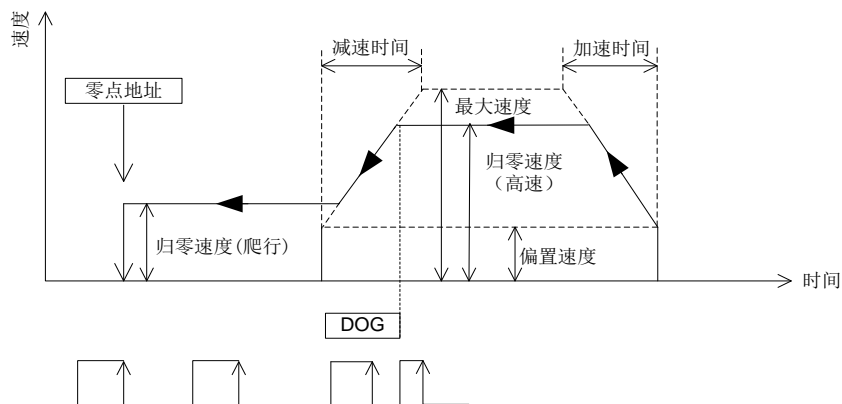 速度
减速时间
加速时间
零点地址
最大速度
归零速度
（高速）
归零速度(爬行)
偏置速度
时间
DOG